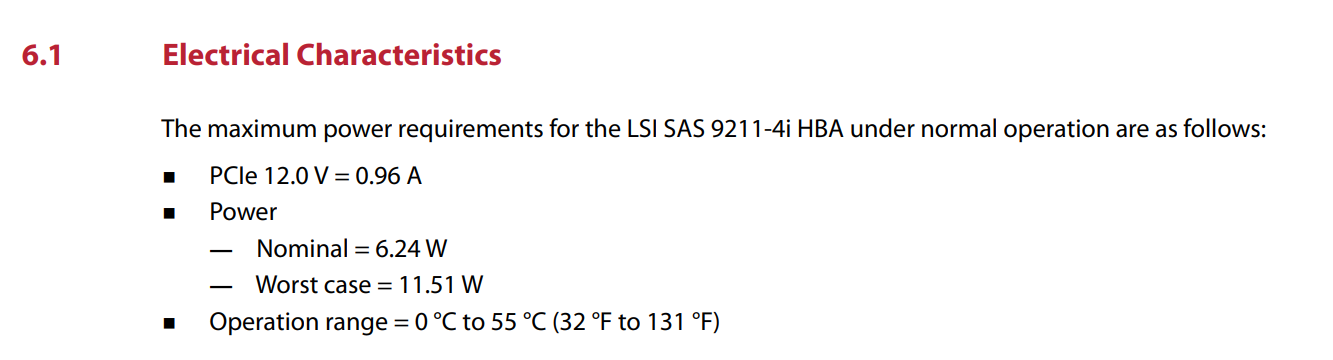 6.1 Electrical Characteristics
The maximum power requirements for the LSI SAS 9211-4i HBA under normal operation are as follows:
■ PCIe 12.0 V = 0.96 A
■ Power
— Nominal = 6.24 W
— Worst case = 11.51 W
■ Operation range = 0 °C to 55 °C (32 °F to 131 °F)